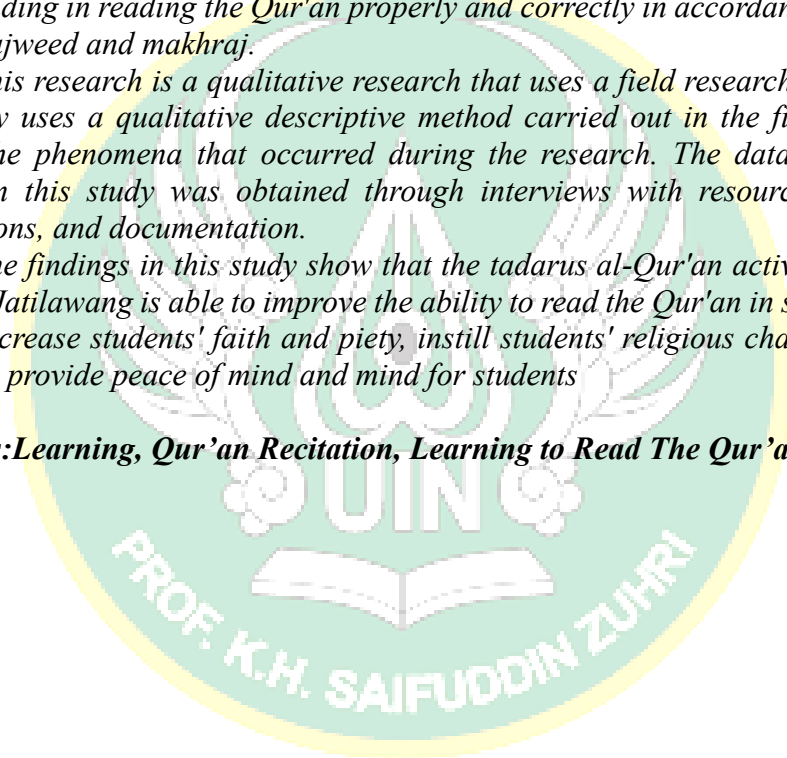 ding in reading the Qur'an properly and correctly in accordan
ajweed and makhraj.
his research is a qualitative research that uses a field research
y uses a qualitative descriptive method carried out in the fi
ne phenomena that occurred during the research. The data
n this study was obtained through interviews with resourc
ons, and documentation.
he findings in this study show that the tadarus al-Qur'an activ
Jatilawang is able to improve the ability to read the Qur'an in s
crease students' faith and piety, instill students' religious cha
provide peace of mind and mind for students
:Learning, Qur’an Recitation, Learning to Read The Qur’a
UIN
PROF. K.H. SAIFUDDIN ZUHRI